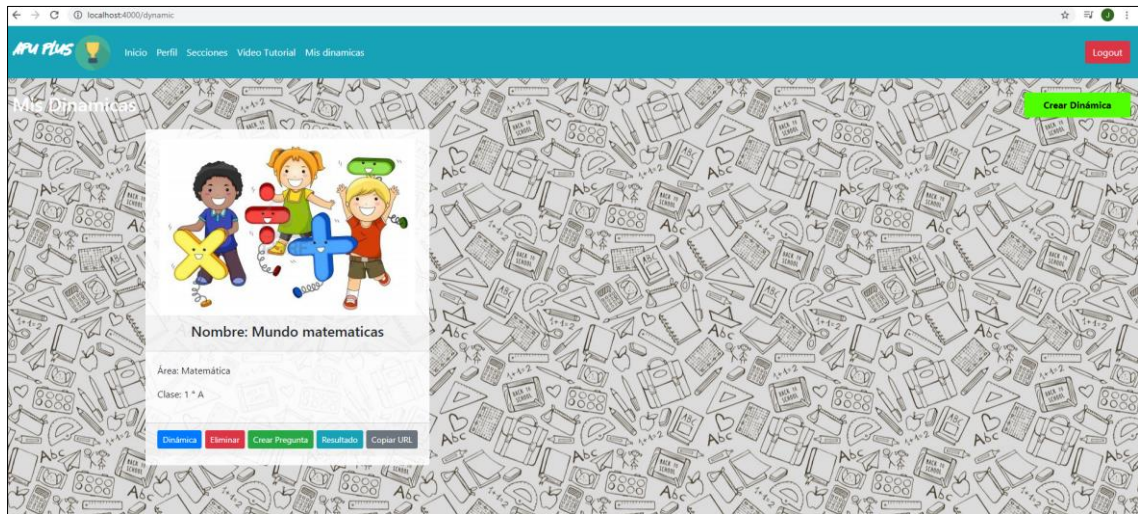 localhost:4000/dynamic
J
APU PLUS Inicio Perfil Secciones Video Tutorial Mis dinamicas Logout
Mis Dinamicas
Crear Dinámica
Nombre: Mundo matematicas
Área: Matemática
Clase: 1 ° A
Dinámica Eliminar Crear Pregunta Resultado Copiar URL